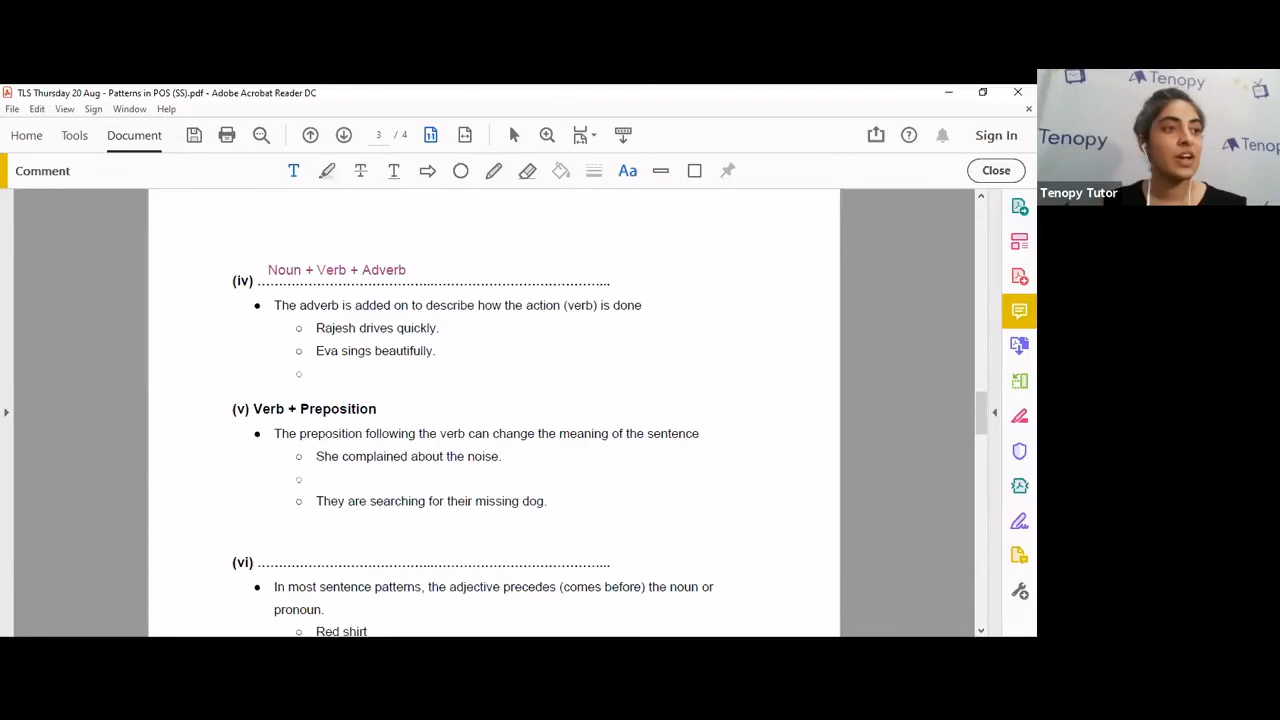 TLS Thursday 20 Aug - Patterns in POS (SS).pdf - Adobe Acrobat Reader DC
File Edit View Sign Window Help
Home Tools Document 3 / 4 Sign In
Comment T T T Aa Close
Noun + Verb + Adverb
(iv) ……………………………………...……………………………………...
● The adverb is added on to describe how the action (verb) is done
○ Rajesh drives quickly.
○ Eva sings beautifully.
○
(v) Verb + Preposition
● The preposition following the verb can change the meaning of the sentence
○ She complained about the noise.
○
○ They are searching for their missing dog.
(vi) ……………………………………...……………………………………...
● In most sentence patterns, the adjective precedes (comes before) the noun or
pronoun.
○ Red shirt
Tenopy
Tenopy
Tenopy
Tenopy Tutor